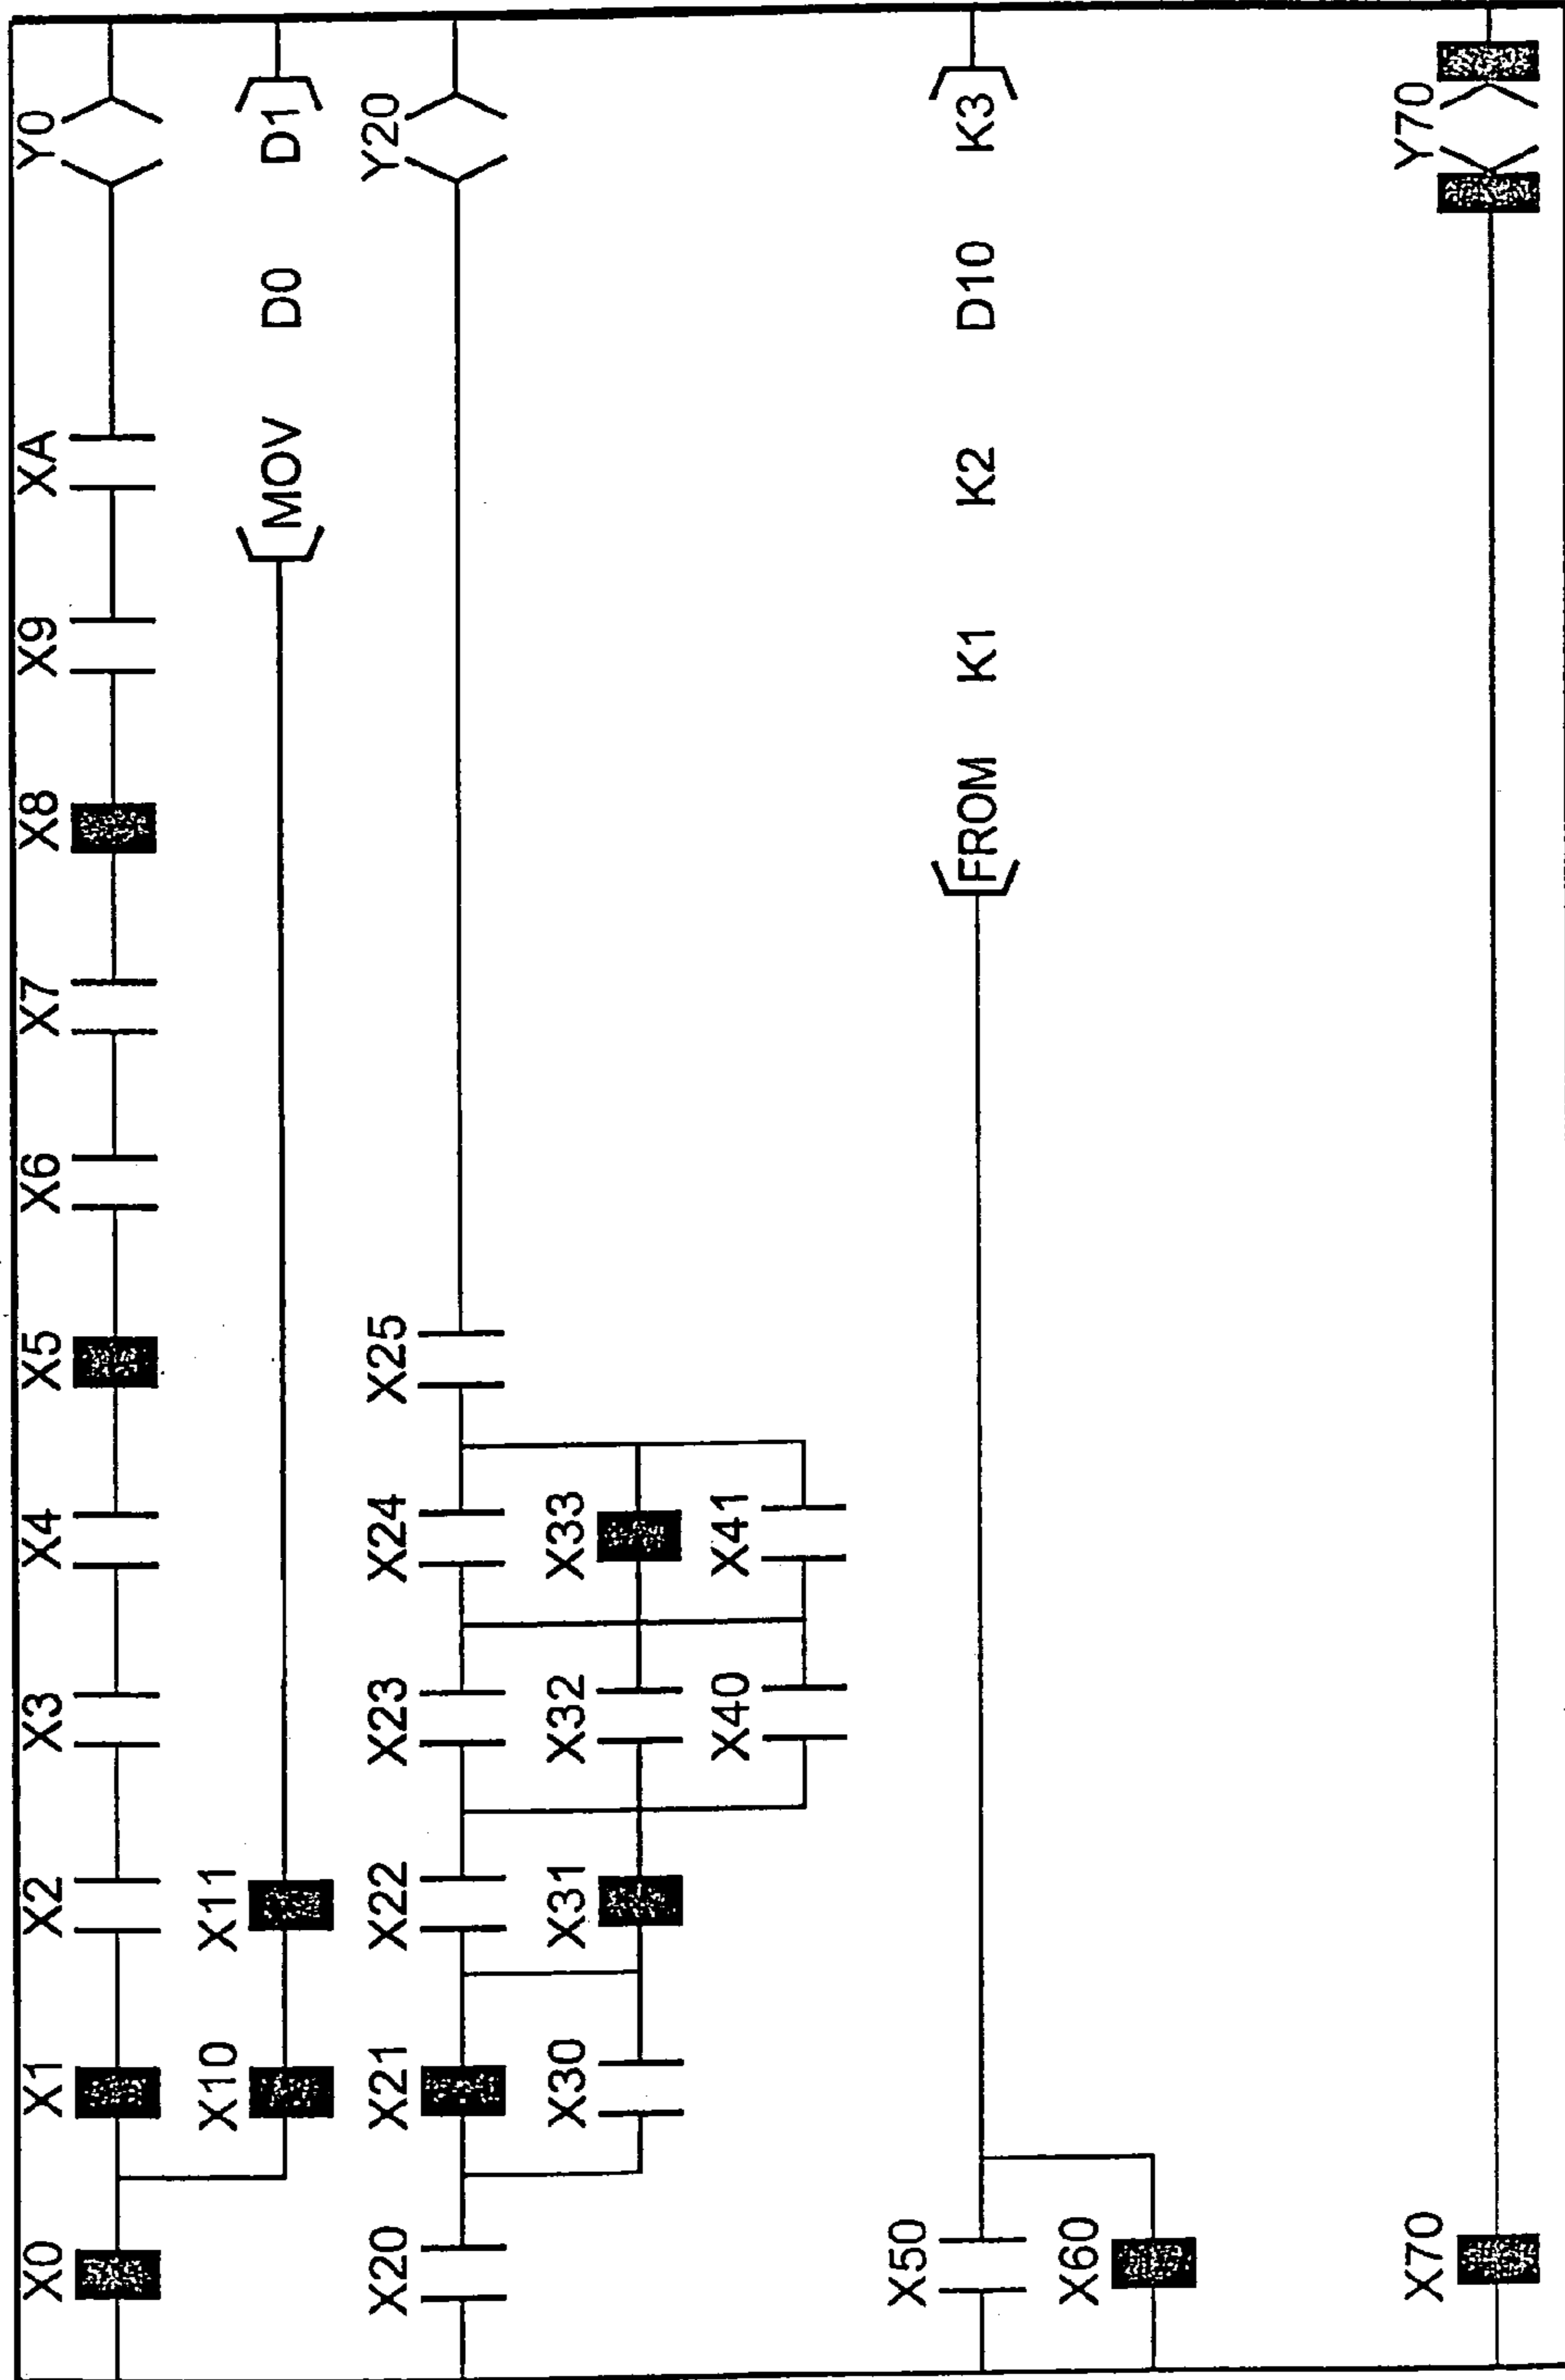 X0 X1 X2 X3 X4 X5 X6 X7 X8 X9 XA Y0
X10 X11 MOV D0 D1
X20 X21 X22 X23 X24 X25 Y20
X30 X31 X32 X33
X40 X41
X50 FROM K1 K2 D10 K3
X60
X70 Y70